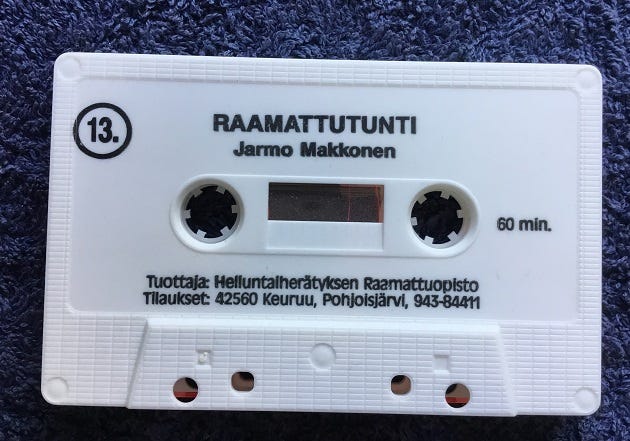 13.
RAAMATTUTUNTI
Jarmo Makkonen
60 min.
Tuottaja: Helluntaiherätyksen Raamattuopisto
Tilaukset: 42560 Keuruu, Pohjoisjärvi, 943-84411